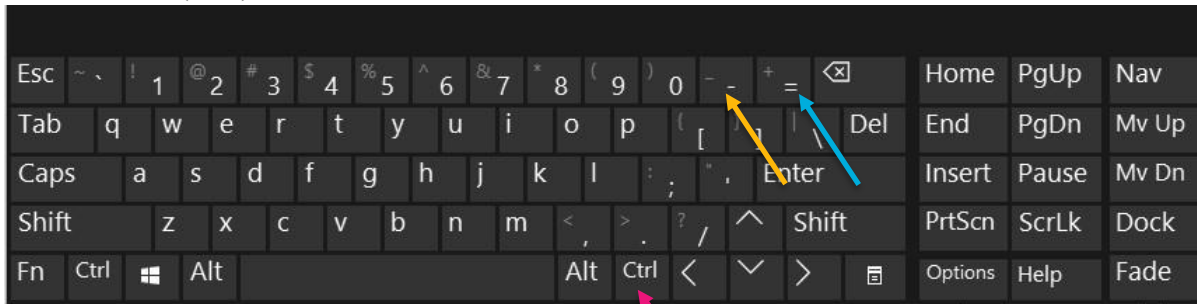 Esc ~ ` ! 1 @ 2 # 3 $ 4 % 5 ^ 6 & 7 * 8 ( 9 ) 0 _ - + = Home PgUp Nav
Tab q w e r t y u i o p { [ } ] | \ Del End PgDn Mv Up
Caps a s d f g h j k l : ; " ' Enter Insert Pause Mv Dn
Shift z x c v b n m < , > . ? / Shift PrtScn ScrLk Dock
Fn Ctrl Alt Alt Ctrl Options Help Fade